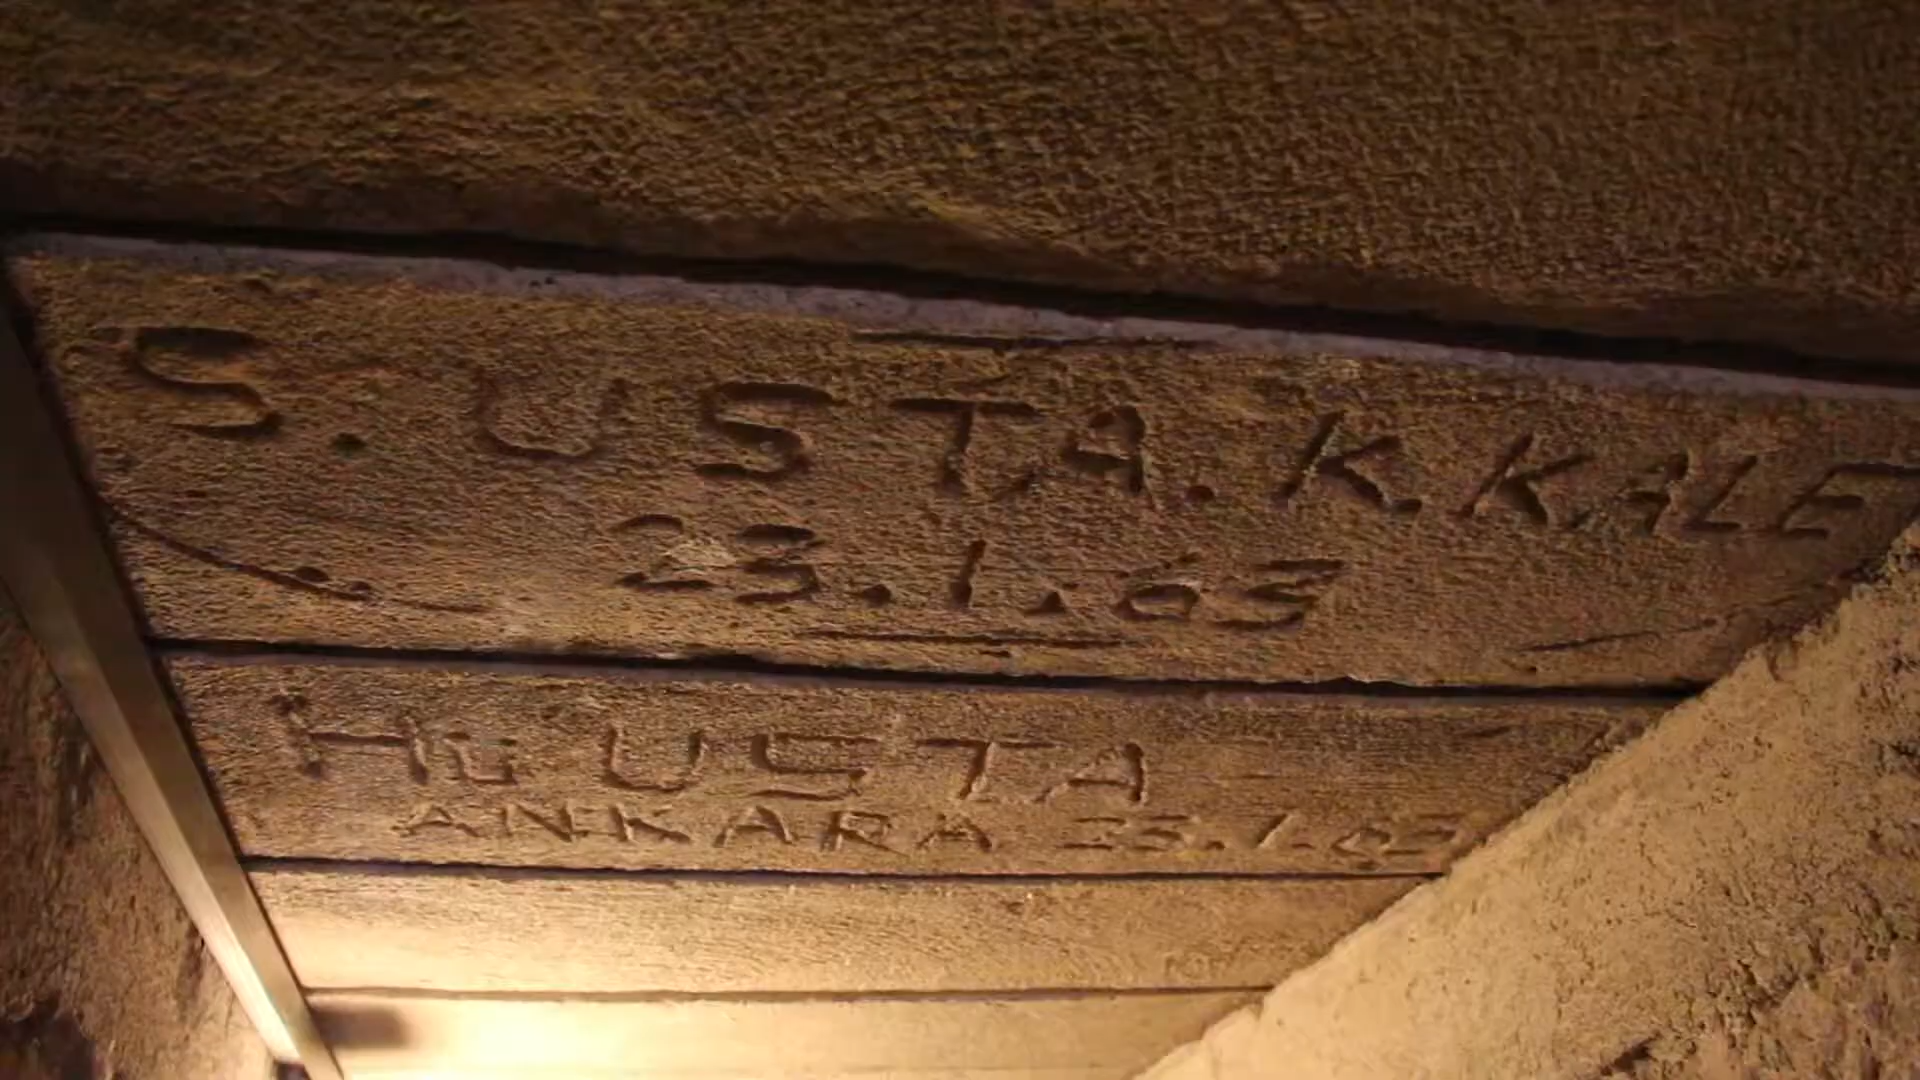 S. USTA. K.KALE
23.1.63
Hü USTA
ANKARA 23.1.63